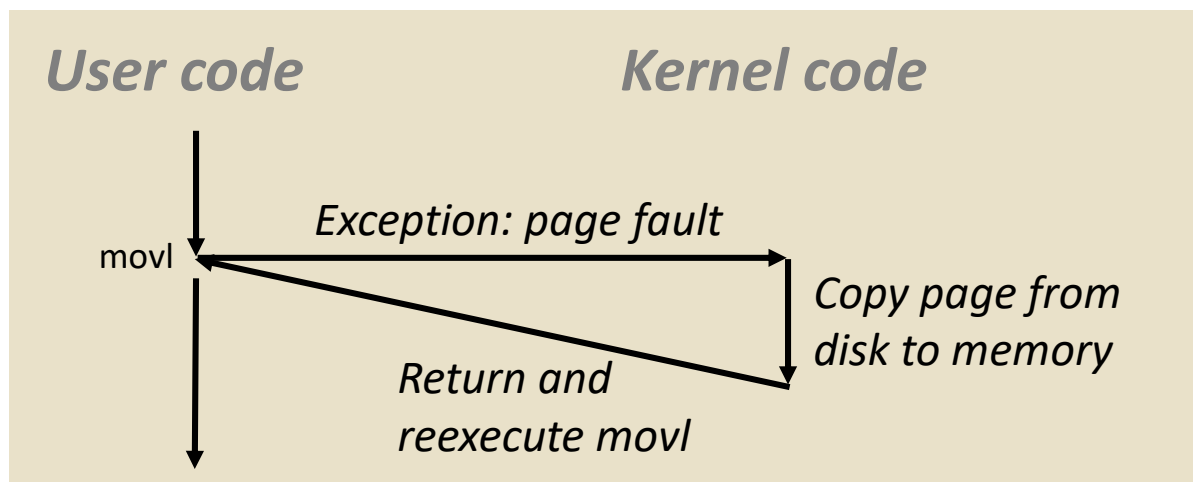 User code
Kernel code
Exception: page fault
movl
Copy page from
disk to memory
Return and
reexecute movl